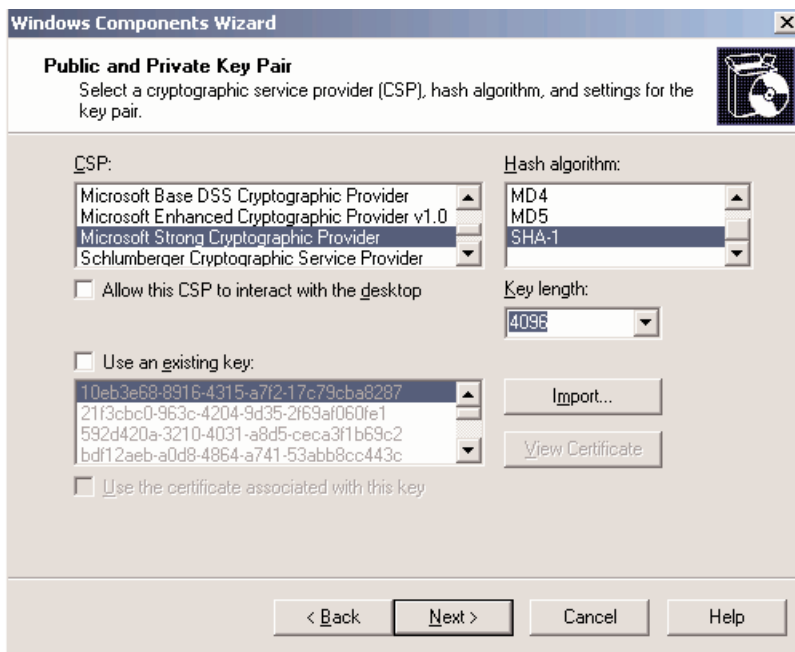 Windows Components Wizard
Public and Private Key Pair
Select a cryptographic service provider (CSP), hash algorithm, and settings for the
key pair.
CSP:
Microsoft Base DSS Cryptographic Provider
Microsoft Enhanced Cryptographic Provider v1.0
Microsoft Strong Cryptographic Provider
Schlumberger Cryptographic Service Provider
Allow this CSP to interact with the desktop
Hash algorithm:
MD4
MD5
SHA-1
Key length:
4096
Use an existing key:
10eb3e68-8916-4315-a7f2-17c79cba8287
21f3cbc0-963c-4204-9d35-2f69af060fe1
592d420a-3210-4031-a8d5-ceca3f1b69c2
bdf12aeb-a0d8-4864-a741-53abb8cc443c
Import...
View Certificate
Use the certificate associated with this key
< Back
Next >
Cancel
Help